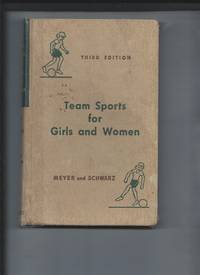 THIRD EDITION
Team Sports
for
Girls and Women
MEYER and SCHWARZ